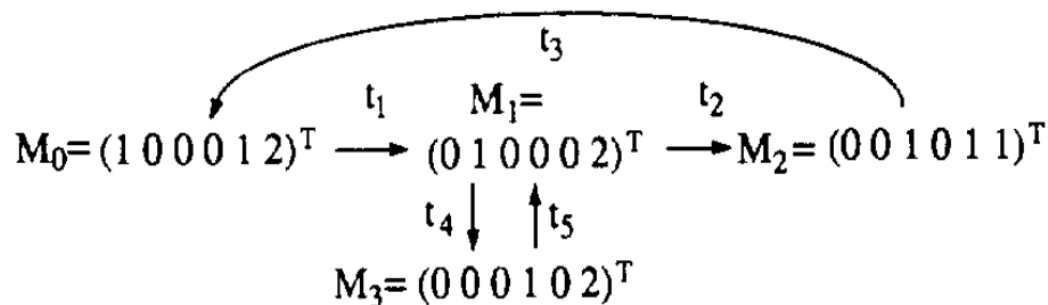 t₃
t₁ M₁= t₂
M₀= (1 0 0 0 1 2)ᵀ (0 1 0 0 0 2)ᵀ M₂= (0 0 1 0 1 1)ᵀ
t₄ t₅
M₃= (0 0 0 1 0 2)ᵀ